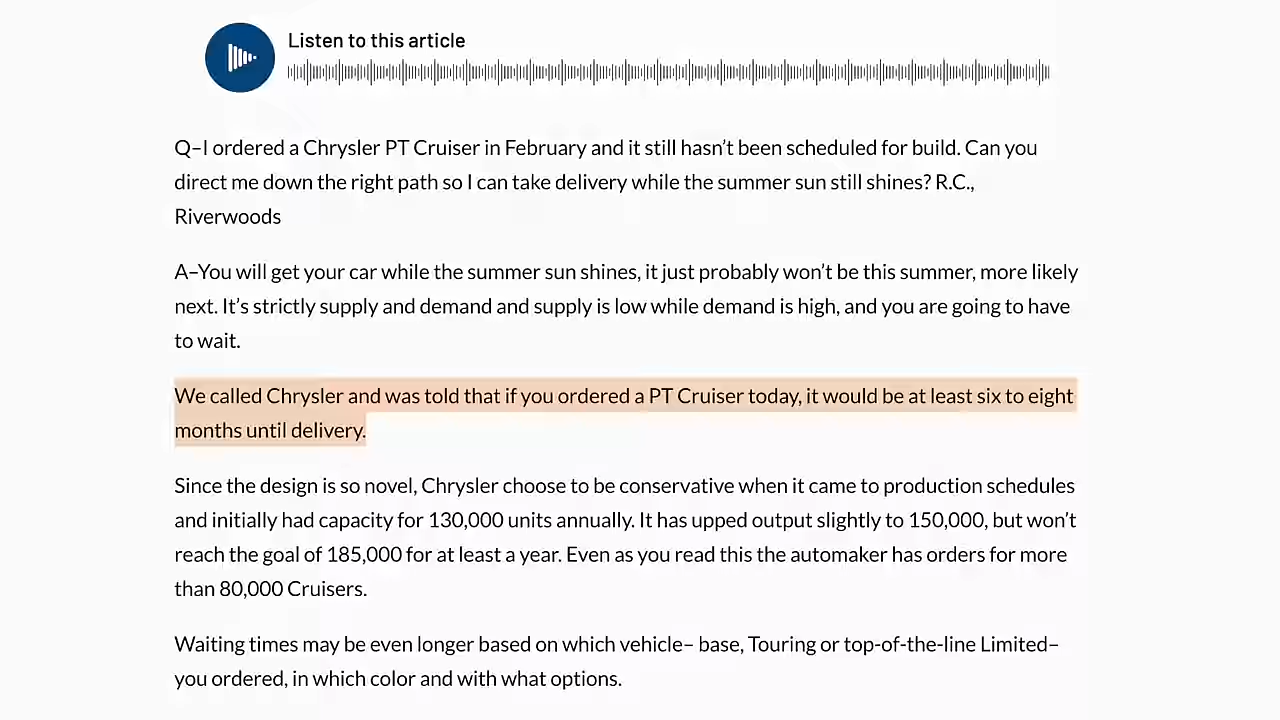 Listen to this article
Q–I ordered a Chrysler PT Cruiser in February and it still hasn’t been scheduled for build. Can you
direct me down the right path so I can take delivery while the summer sun still shines? R.C.,
Riverwoods
A–You will get your car while the summer sun shines, it just probably won’t be this summer, more likely
next. It’s strictly supply and demand and supply is low while demand is high, and you are going to have
to wait.
We called Chrysler and was told that if you ordered a PT Cruiser today, it would be at least six to eight
months until delivery.
Since the design is so novel, Chrysler choose to be conservative when it came to production schedules
and initially had capacity for 130,000 units annually. It has upped output slightly to 150,000, but won’t
reach the goal of 185,000 for at least a year. Even as you read this the automaker has orders for more
than 80,000 Cruisers.
Waiting times may be even longer based on which vehicle– base, Touring or top-of-the-line Limited–
you ordered, in which color and with what options.